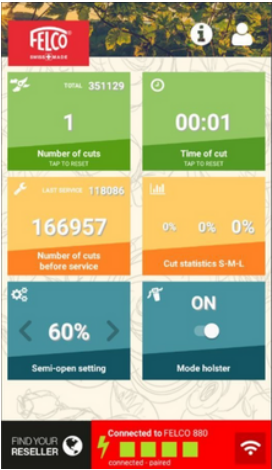 FELCO
SWISS MADE
TOTAL 351129
1
Number of cuts
TAP TO RESET
00:01
Time of cut
TAP TO RESET
LAST SERVICE 118086
166957
Number of cuts
before service
0% 0% 0%
Cut statistics S-M-L
60%
Semi-open setting
ON
Mode holster
FIND YOUR
RESELLER
Connected to FELCO 880
connected - paired